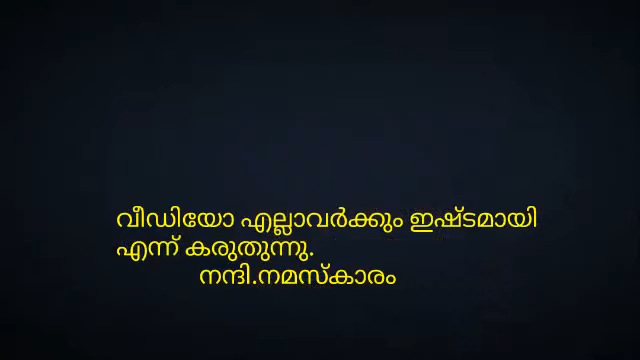 വീഡിയോ എല്ലാവർക്കും ഇഷ്ടമായി
എന്ന് കരുതുന്നു.
നന്ദി.നമസ്കാരം